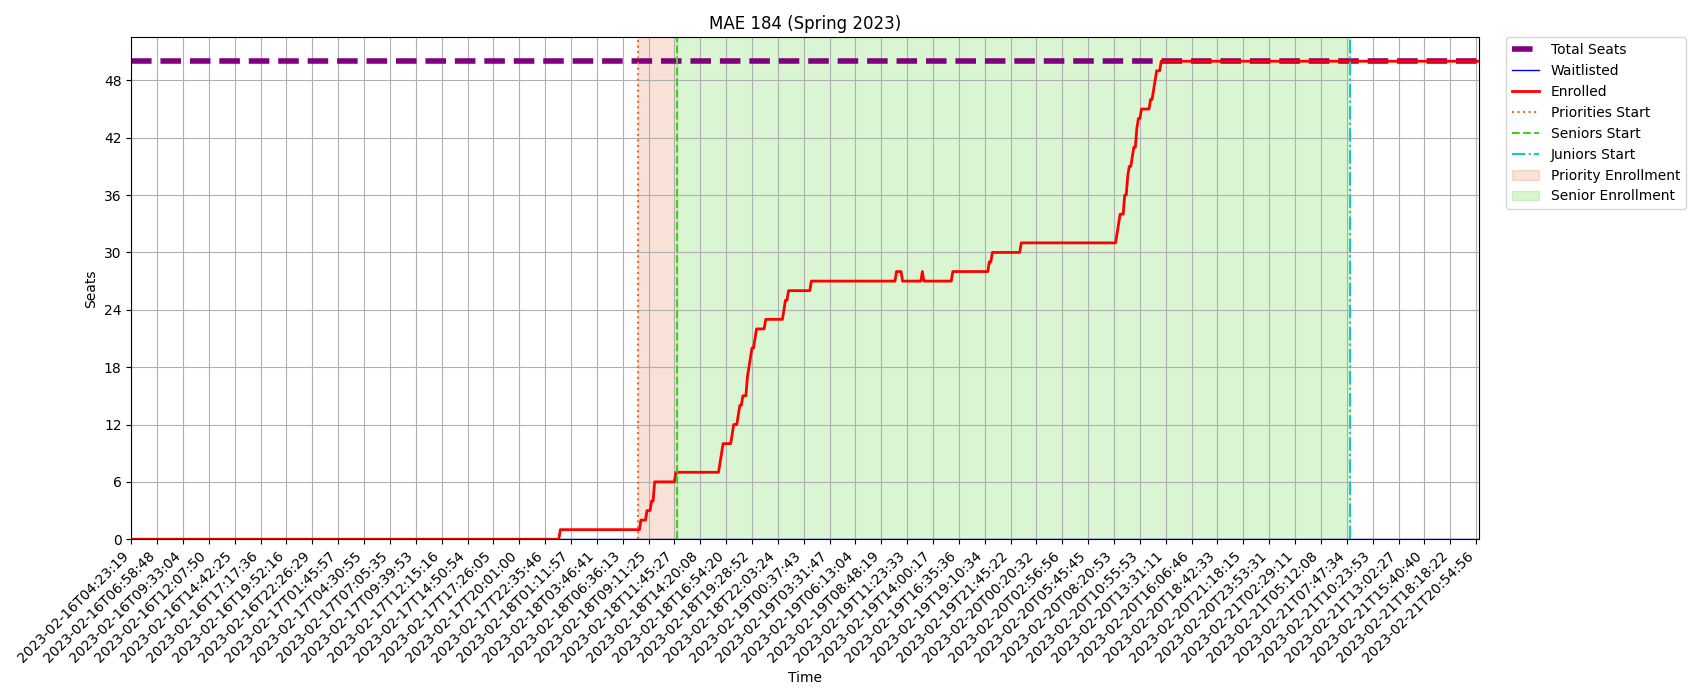 MAE 184 (Spring 2023)
Total Seats
Waitlisted
Enrolled
Priorities Start
Seniors Start
Juniors Start
Priority Enrollment
Senior Enrollment
Seats
48
42
36
30
24
18
12
6
0
2023-02-16T04:23:19
2023-02-16T06:58:48
2023-02-16T09:33:04
2023-02-16T12:07:50
2023-02-16T14:42:25
2023-02-16T17:17:36
2023-02-16T19:52:16
2023-02-16T22:26:29
2023-02-17T01:45:57
2023-02-17T04:30:55
2023-02-17T07:05:35
2023-02-17T09:39:53
2023-02-17T12:15:16
2023-02-17T14:50:54
2023-02-17T17:26:05
2023-02-17T20:01:00
2023-02-17T22:35:46
2023-02-18T01:11:57
2023-02-18T03:46:41
2023-02-18T06:36:13
2023-02-18T09:11:25
2023-02-18T11:45:27
2023-02-18T14:20:08
2023-02-18T16:54:20
2023-02-18T19:28:52
2023-02-18T22:03:24
2023-02-19T00:37:43
2023-02-19T03:31:47
2023-02-19T06:13:04
2023-02-19T08:48:19
2023-02-19T11:23:33
2023-02-19T14:00:17
2023-02-19T16:35:36
2023-02-19T19:10:34
2023-02-19T21:45:22
2023-02-20T00:20:32
2023-02-20T02:56:56
2023-02-20T05:45:45
2023-02-20T08:20:53
2023-02-20T10:55:53
2023-02-20T13:31:11
2023-02-20T16:06:46
2023-02-20T18:42:33
2023-02-20T21:18:15
2023-02-20T23:53:31
2023-02-21T02:29:11
2023-02-21T05:12:08
2023-02-21T07:47:34
2023-02-21T10:23:53
2023-02-21T13:02:27
2023-02-21T15:40:40
2023-02-21T18:18:22
2023-02-21T20:54:56
Time